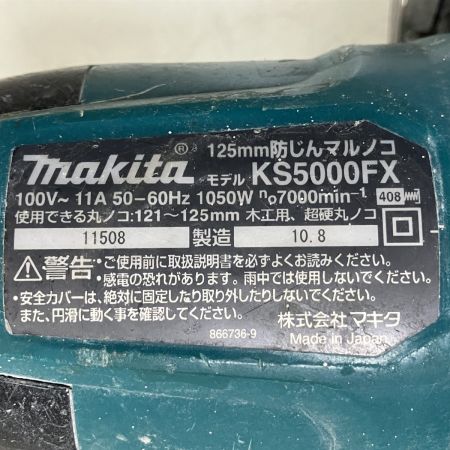 makita ® 125mm防じんマルノコ
モデル KS5000FX
100V~ 11A 50-60Hz 1050W n₀7000min⁻¹ 408
使用できる丸ノコ:121~125mm 木工用、超硬丸ノコ
11508 製造 10.8
⚠警告・ご使用前に取扱説明書を必ずよくお読みください。
・感電の恐れがあります。雨中では使用しないでください。
・安全カバーは、絶対に固定したり取り外したりしないでください。
また、円滑に動く事を確認してください。
866736-9 株式会社マキタ
Made in Japan